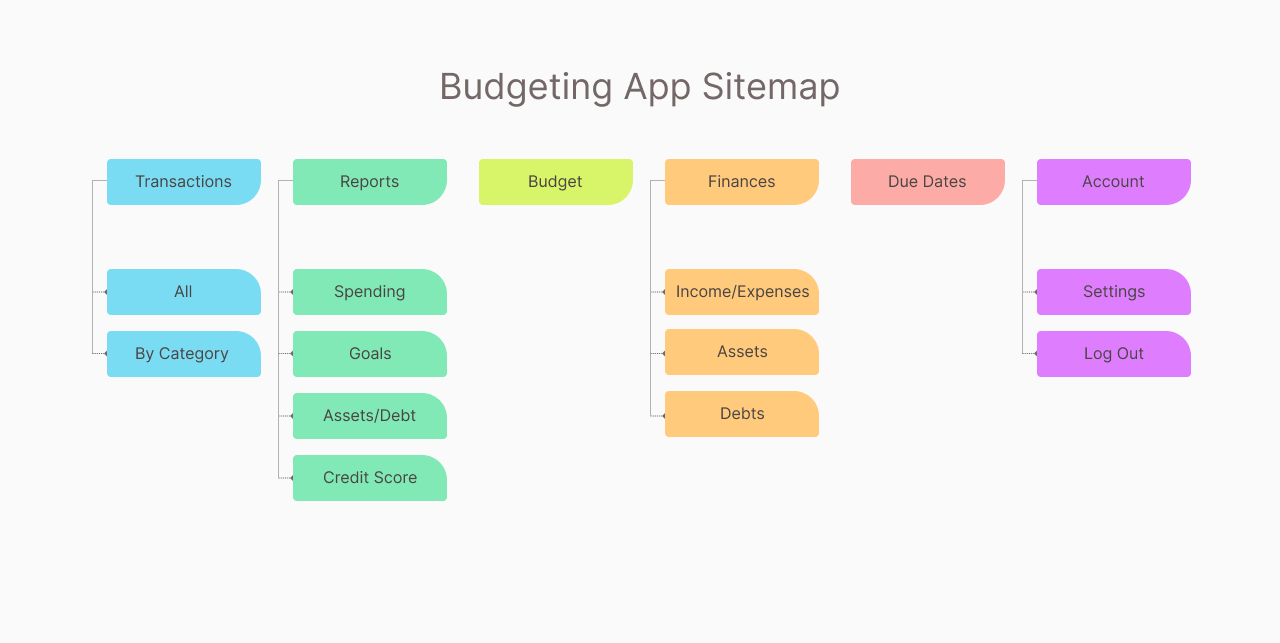 Budgeting App Sitemap
Transactions
Reports
Budget
Finances
Due Dates
Account
All
Spending
Income/Expenses
Settings
By Category
Goals
Assets
Log Out
Assets/Debt
Debts
Credit Score